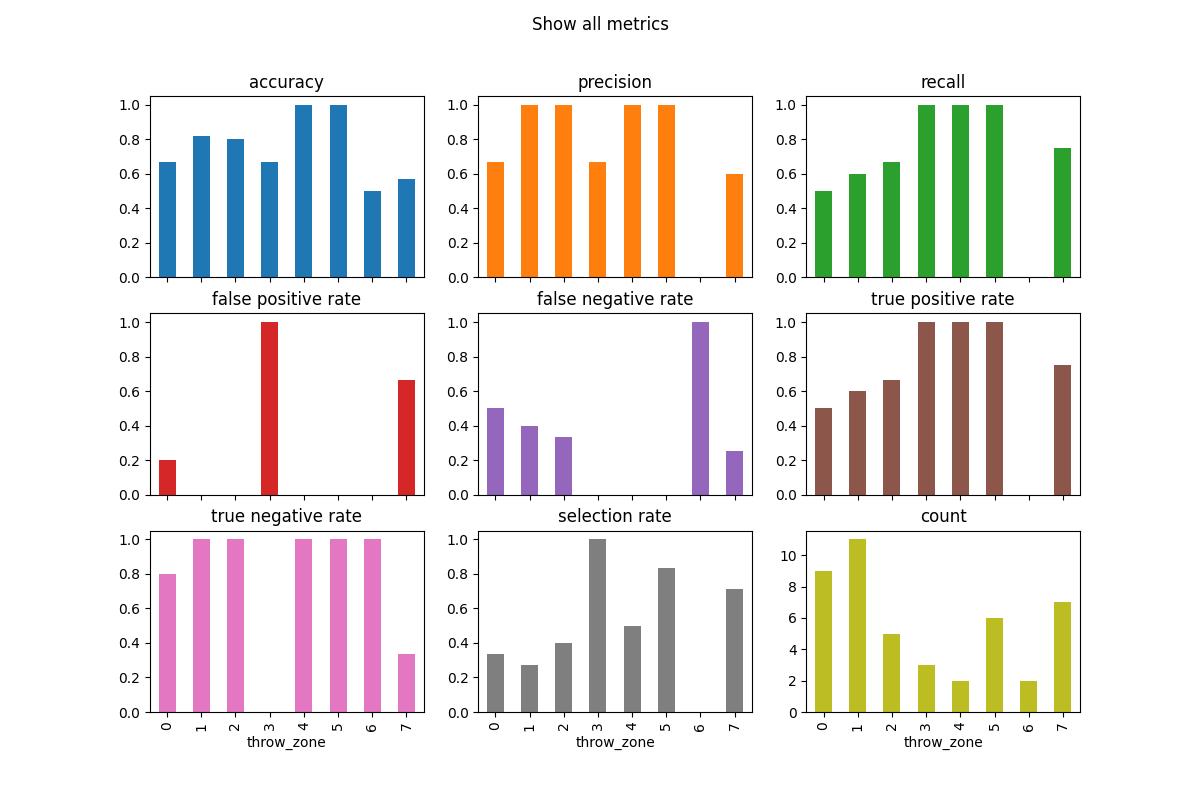 Show all metrics
accuracy precision recall
1.0 1.0 1.0
0.8 0.8 0.8
0.6 0.6 0.6
0.4 0.4 0.4
0.2 0.2 0.2
0.0 0.0 0.0
false positive rate false negative rate true positive rate
1.0 1.0 1.0
0.8 0.8 0.8
0.6 0.6 0.6
0.4 0.4 0.4
0.2 0.2 0.2
0.0 0.0 0.0
true negative rate selection rate count
1.0 1.0 10
0.8 0.8 8
0.6 0.6 6
0.4 0.4 4
0.2 0.2 2
0.0 0.0 0
0 1 2 3 4 5 6 7 0 1 2 3 4 5 6 7 0 1 2 3 4 5 6 7
throw_zone throw_zone throw_zone